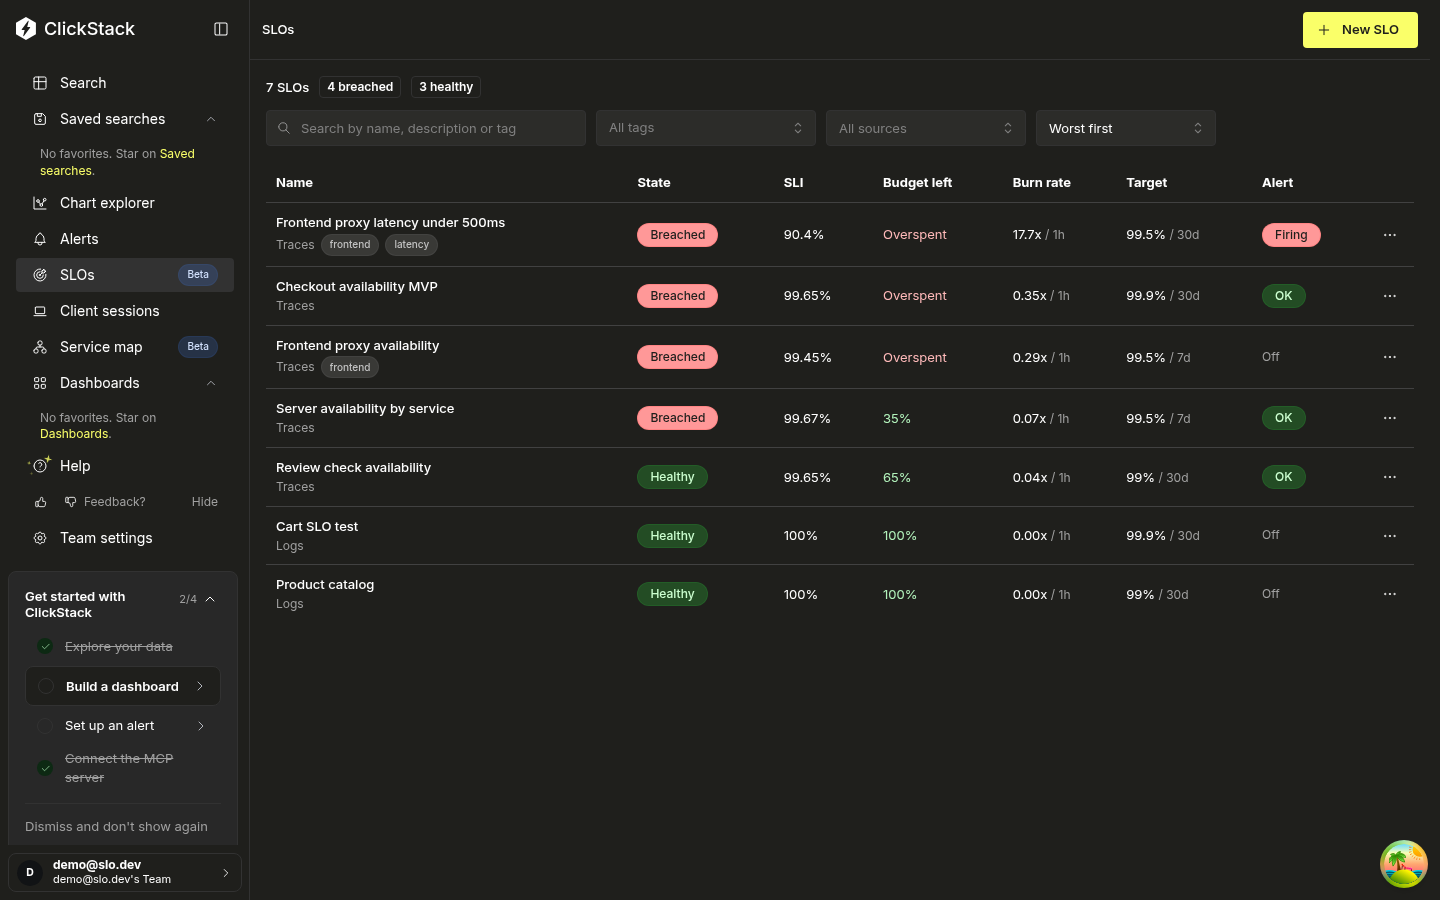 ClickStack
SLOs
New SLO
Search
Saved searches
No favorites. Star on Saved
searches.
Chart explorer
Alerts
SLOs Beta
Client sessions
Service map Beta
Dashboards
No favorites. Star on
Dashboards.
Help
Feedback? Hide
Team settings
Get started with
ClickStack
2/4
Explore your data
Build a dashboard
Set up an alert
Connect the MCP
server
Dismiss and don't show again
D
demo@slo.dev
demo@slo.dev's Team
7 SLOs 4 breached 3 healthy
Search by name, description or tag All tags All sources Worst first
Name State SLI Budget left Burn rate Target Alert
Frontend proxy latency under 500ms
Traces frontend latency
Breached 90.4% Overspent 17.7x / 1h 99.5% / 30d Firing
Checkout availability MVP
Traces
Breached 99.65% Overspent 0.35x / 1h 99.9% / 30d OK
Frontend proxy availability
Traces frontend
Breached 99.45% Overspent 0.29x / 1h 99.5% / 7d Off
Server availability by service
Traces
Breached 99.67% 35% 0.07x / 1h 99.5% / 7d OK
Review check availability
Traces
Healthy 99.65% 65% 0.04x / 1h 99% / 30d OK
Cart SLO test
Logs
Healthy 100% 100% 0.00x / 1h 99.9% / 30d Off
Product catalog
Logs
Healthy 100% 100% 0.00x / 1h 99% / 30d Off